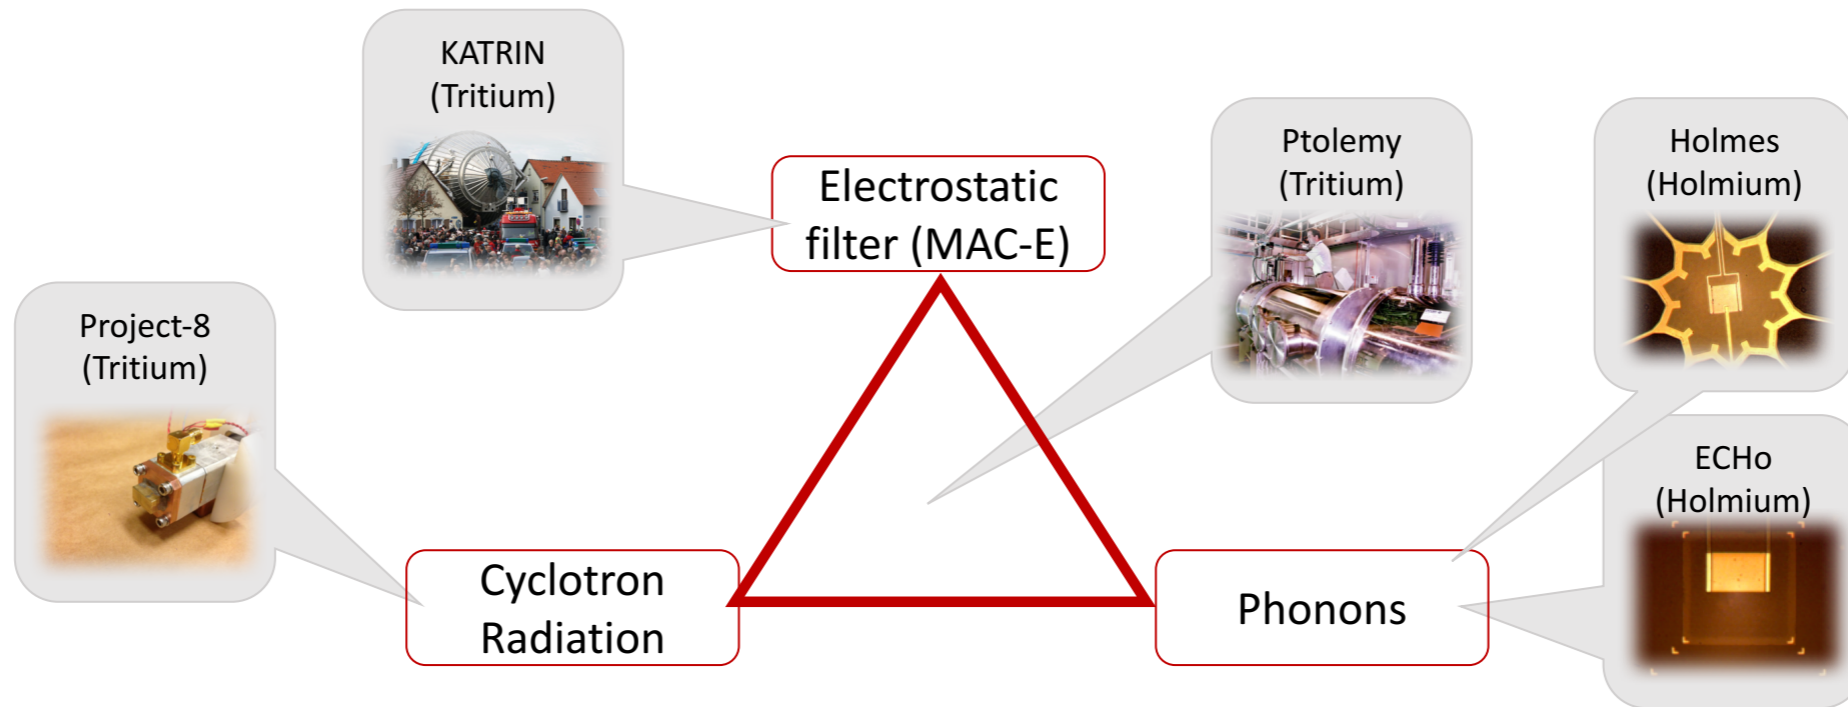 KATRIN
(Tritium)
Electrostatic
filter (MAC-E)
Ptolemy
(Tritium)
Holmes
(Holmium)
Project-8
(Tritium)
ECHo
(Holmium)
Cyclotron
Radiation
Phonons